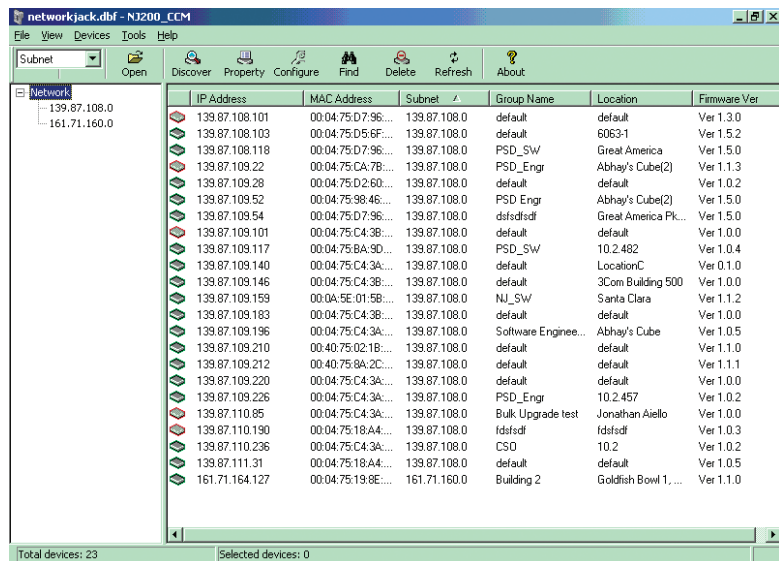 networkjack.dbf - NJ200_CCM
File View Devices Tools Help
Subnet Open Discover Property Configure Find Delete Refresh About
Network
139.87.108.0
161.71.160.0
IP Address MAC Address Subnet Group Name Location Firmware Ver
139.87.108.101 00:04:75:D7:96:... 139.87.108.0 default default Ver 1.3.0
139.87.108.103 00:04:75:D5:6F:... 139.87.108.0 default 6063-1 Ver 1.5.2
139.87.108.118 00:04:75:D7:96:... 139.87.108.0 PSD_SW Great America Ver 1.5.0
139.87.109.22 00:04:75:CA:7B:... 139.87.108.0 PSD_Engr Abhay's Cube(2) Ver 1.1.3
139.87.109.28 00:04:75:D2:60:... 139.87.108.0 default default Ver 1.0.2
139.87.109.52 00:04:75:98:46:... 139.87.108.0 PSD Engr Abhay's Cube(2) Ver 1.5.0
139.87.109.54 00:04:75:D7:96:... 139.87.108.0 dsfsdfsdf Great America Pk... Ver 1.5.0
139.87.109.101 00:04:75:C4:3B:... 139.87.108.0 default default Ver 1.0.0
139.87.109.117 00:04:75:BA:9D... 139.87.108.0 PSD_SW 10.2.482 Ver 1.0.4
139.87.109.140 00:04:75:C4:3A:... 139.87.108.0 default LocationC Ver 0.1.0
139.87.109.146 00:04:75:C4:3B:... 139.87.108.0 default 3Com Building 500 Ver 1.0.0
139.87.109.159 00:0A:5E:01:5B:... 139.87.108.0 NJ_SW Santa Clara Ver 1.1.2
139.87.109.183 00:04:75:C4:3B:... 139.87.108.0 default default Ver 1.0.0
139.87.109.196 00:04:75:C4:3A:... 139.87.108.0 Software Enginee... Abhay's Cube Ver 1.0.5
139.87.109.210 00:40:75:02:1B:... 139.87.108.0 default default Ver 1.1.0
139.87.109.212 00:40:75:8A:2C:... 139.87.108.0 default default Ver 1.1.1
139.87.109.220 00:04:75:C4:3A:... 139.87.108.0 default default Ver 1.0.0
139.87.109.226 00:04:75:C4:3A:... 139.87.108.0 PSD_Engr 10.2.457 Ver 1.0.2
139.87.110.85 00:04:75:C4:3A:... 139.87.108.0 Bulk Upgrade test Jonathan Aiello Ver 1.0.0
139.87.110.190 00:04:75:18:A4:... 139.87.108.0 fdsfsdf fdsfsdf Ver 1.0.3
139.87.110.236 00:04:75:C4:3A:... 139.87.108.0 CSO 10.2 Ver 1.0.2
139.87.111.31 00:04:75:18:A4:... 139.87.108.0 default default Ver 1.0.5
161.71.164.127 00:04:75:19:8E:... 161.71.160.0 Building 2 Goldfish Bowl 1, ... Ver 1.1.0
Total devices: 23 Selected devices: 0